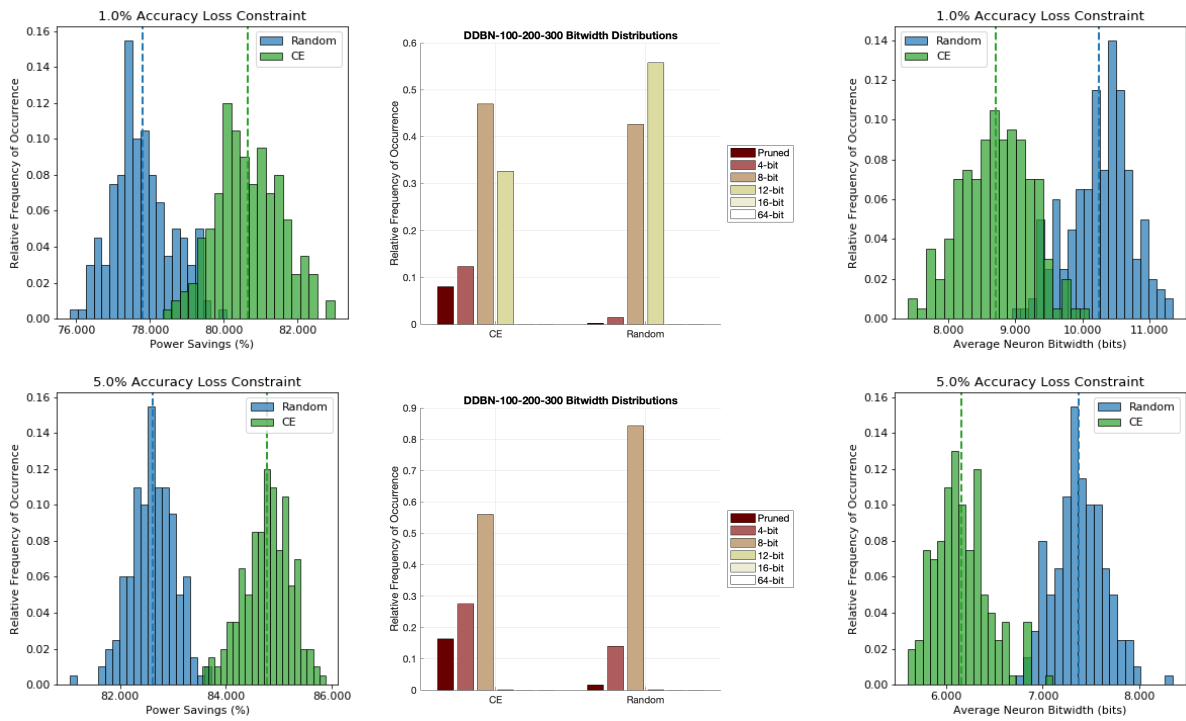 1.0% Accuracy Loss Constraint
Relative Frequency of Occurrence
0.16
0.14
0.12
0.10
0.08
0.06
0.04
0.02
0.00
76.000 78.000 80.000 82.000
Power Savings (%)
Random
CE
DDBN-100-200-300 Bitwidth Distributions
Relative Frequency of Occurrence
0.6
0.5
0.4
0.3
0.2
0.1
0
CE Random
Pruned
4-bit
8-bit
12-bit
16-bit
64-bit
1.0% Accuracy Loss Constraint
Relative Frequency of Occurrence
0.14
0.12
0.10
0.08
0.06
0.04
0.02
0.00
8.000 9.000 10.000 11.000
Average Neuron Bitwidth (bits)
Random
CE
5.0% Accuracy Loss Constraint
Relative Frequency of Occurrence
0.16
0.14
0.12
0.10
0.08
0.06
0.04
0.02
0.00
82.000 84.000 86.000
Power Savings (%)
Random
CE
DDBN-100-200-300 Bitwidth Distributions
Relative Frequency of Occurrence
0.9
0.8
0.7
0.6
0.5
0.4
0.3
0.2
0.1
0
CE Random
Pruned
4-bit
8-bit
12-bit
16-bit
64-bit
5.0% Accuracy Loss Constraint
Relative Frequency of Occurrence
0.16
0.14
0.12
0.10
0.08
0.06
0.04
0.02
0.00
6.000 7.000 8.000
Average Neuron Bitwidth (bits)
Random
CE